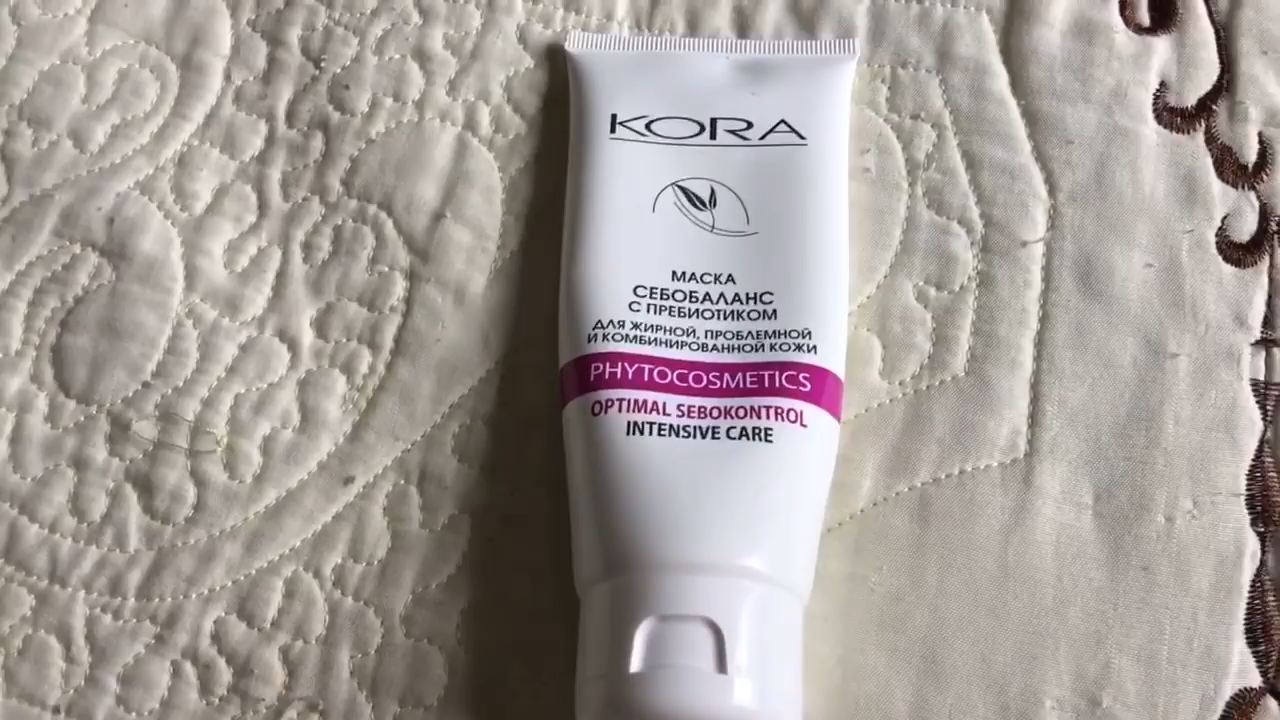 KORA
МАСКА
СЕБОБАЛАНС
С ПРЕБИОТИКОМ
ДЛЯ ЖИРНОЙ, ПРОБЛЕМНОЙ
И КОМБИНИРОВАННОЙ КОЖИ
PHYTOCOSMETICS
OPTIMAL SEBOKONTROL
INTENSIVE CARE